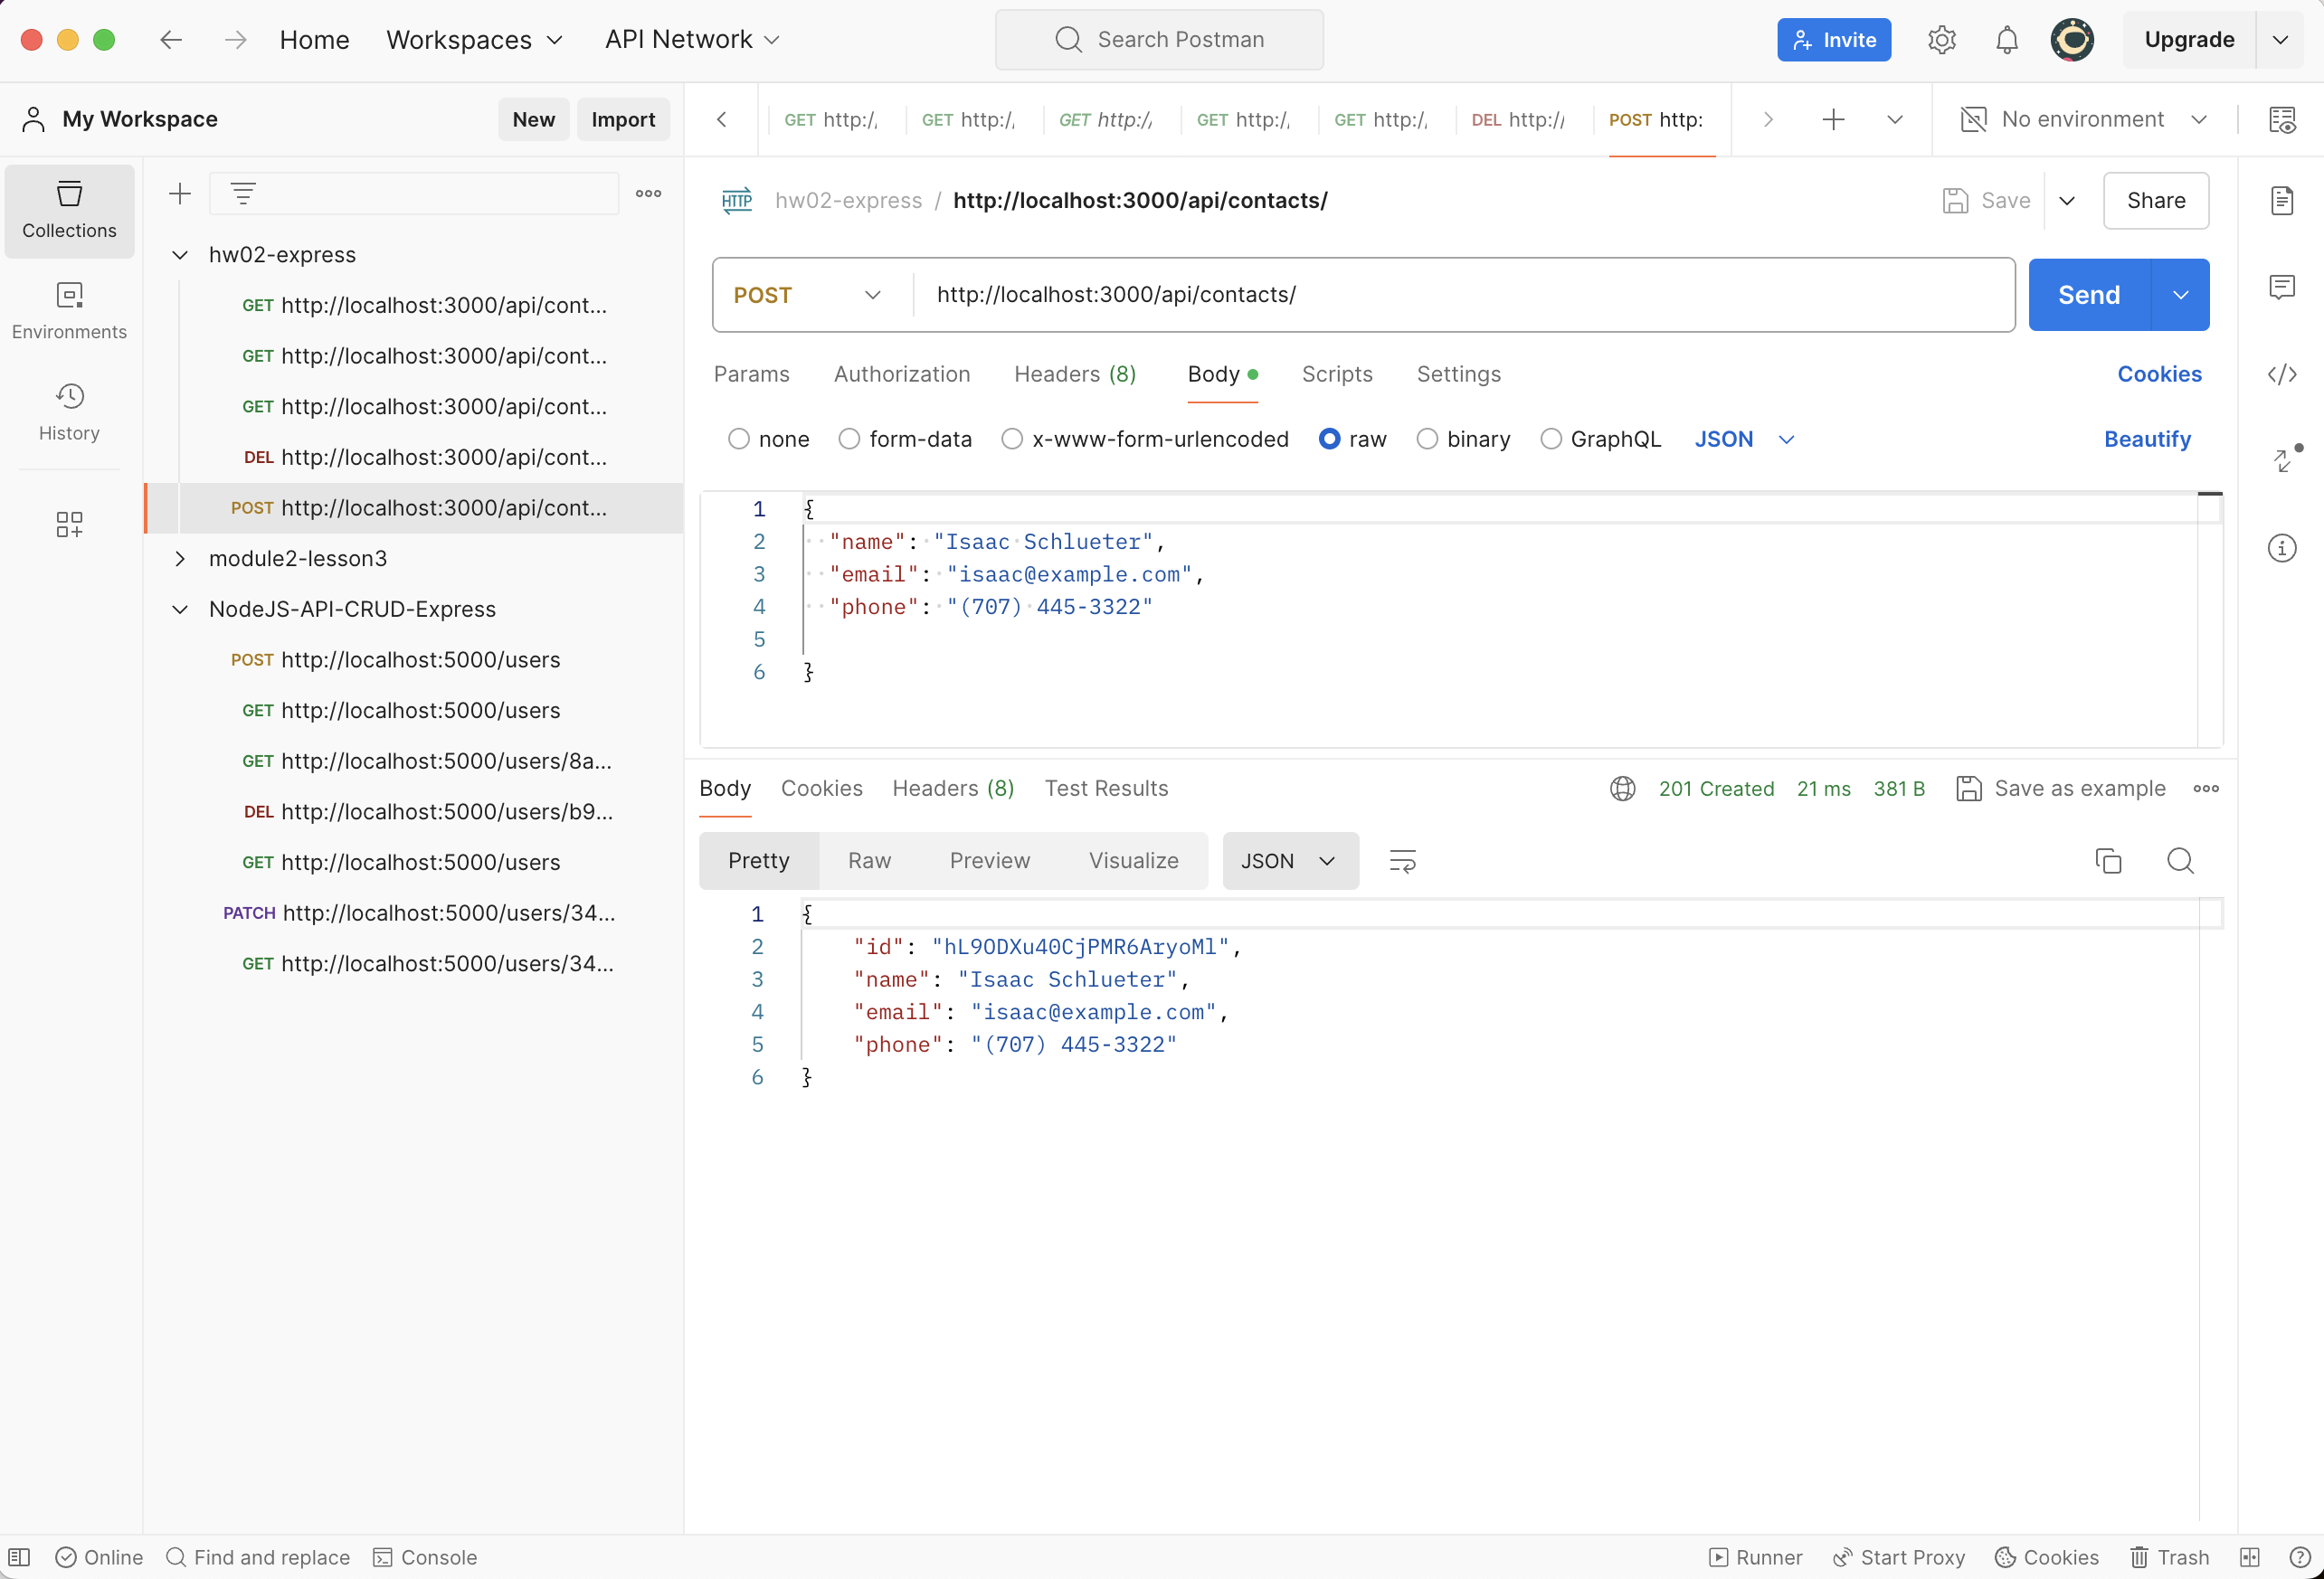 Home Workspaces API Network Search Postman Invite Upgrade
My Workspace New Import
GET http:/ GET http:/ GET http:/ GET http:/ GET http:/ DEL http:// POST http: No environment
Collections
Environments
History
hw02-express
GET http://localhost:3000/api/cont...
GET http://localhost:3000/api/cont...
GET http://localhost:3000/api/cont...
DEL http://localhost:3000/api/cont...
POST http://localhost:3000/api/cont...
module2-lesson3
NodeJS-API-CRUD-Express
POST http://localhost:5000/users
GET http://localhost:5000/users
GET http://localhost:5000/users/8a...
DEL http://localhost:5000/users/b9...
GET http://localhost:5000/users
PATCH http://localhost:5000/users/34...
GET http://localhost:5000/users/34...
HTTP hw02-express / http://localhost:3000/api/contacts/ Save Share
POST http://localhost:3000/api/contacts/ Send
Params Authorization Headers (8) Body Scripts Settings Cookies
none form-data x-www-form-urlencoded raw binary GraphQL JSON Beautify
1 {
2 "name": "Isaac Schlueter",
3 "email": "isaac@example.com",
4 "phone": "(707) 445-3322"
5
6 }
Body Cookies Headers (8) Test Results 201 Created 21 ms 381 B Save as example
Pretty Raw Preview Visualize JSON
1 {
2 "id": "hL9ODXu40CjPMR6AryoMl",
3 "name": "Isaac Schlueter",
4 "email": "isaac@example.com",
5 "phone": "(707) 445-3322"
6 }
Online Find and replace Console Runner Start Proxy Cookies Trash